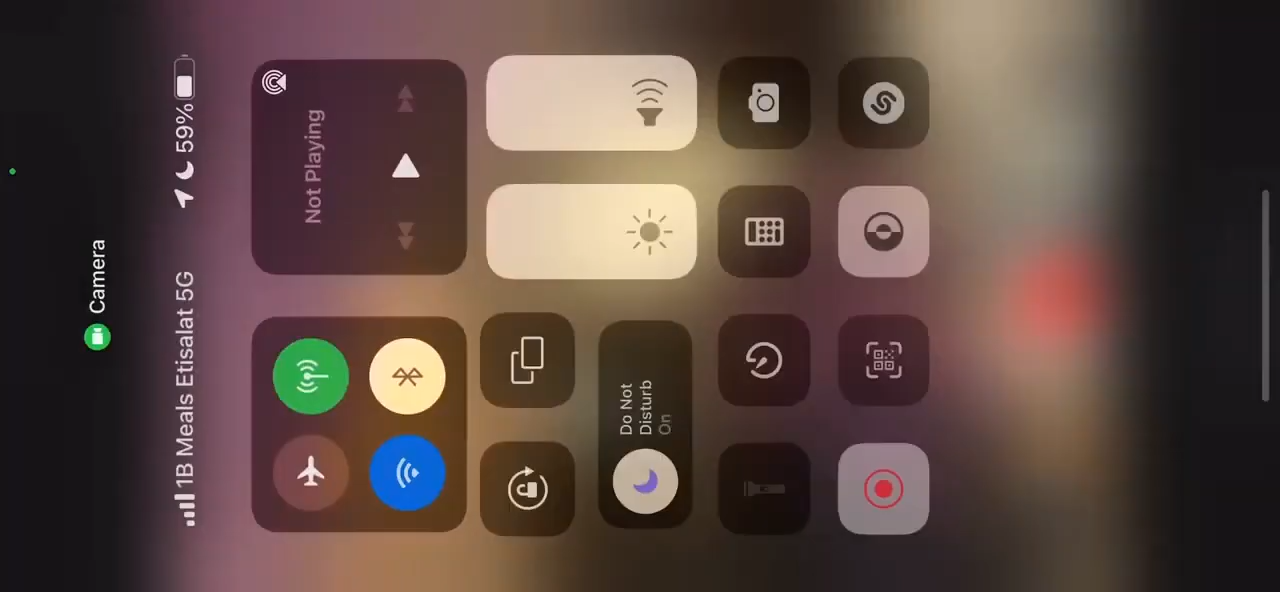 Camera
1B Meals Etisalat 5G
59%
Not Playing
Do Not
Disturb
On